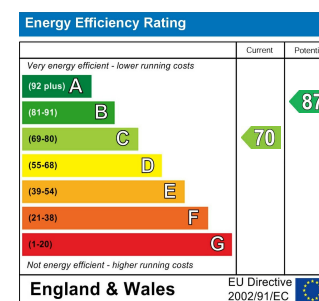 Energy Efficiency Rating
Current Potenti
Very energy efficient - lower running costs
(92 plus) A
(81-91) B
87
(69-80) C 70
(55-68) D
(39-54) E
(21-38) F
(1-20) G
Not energy efficient - higher running costs
England & Wales
EU Directive
2002/91/EC